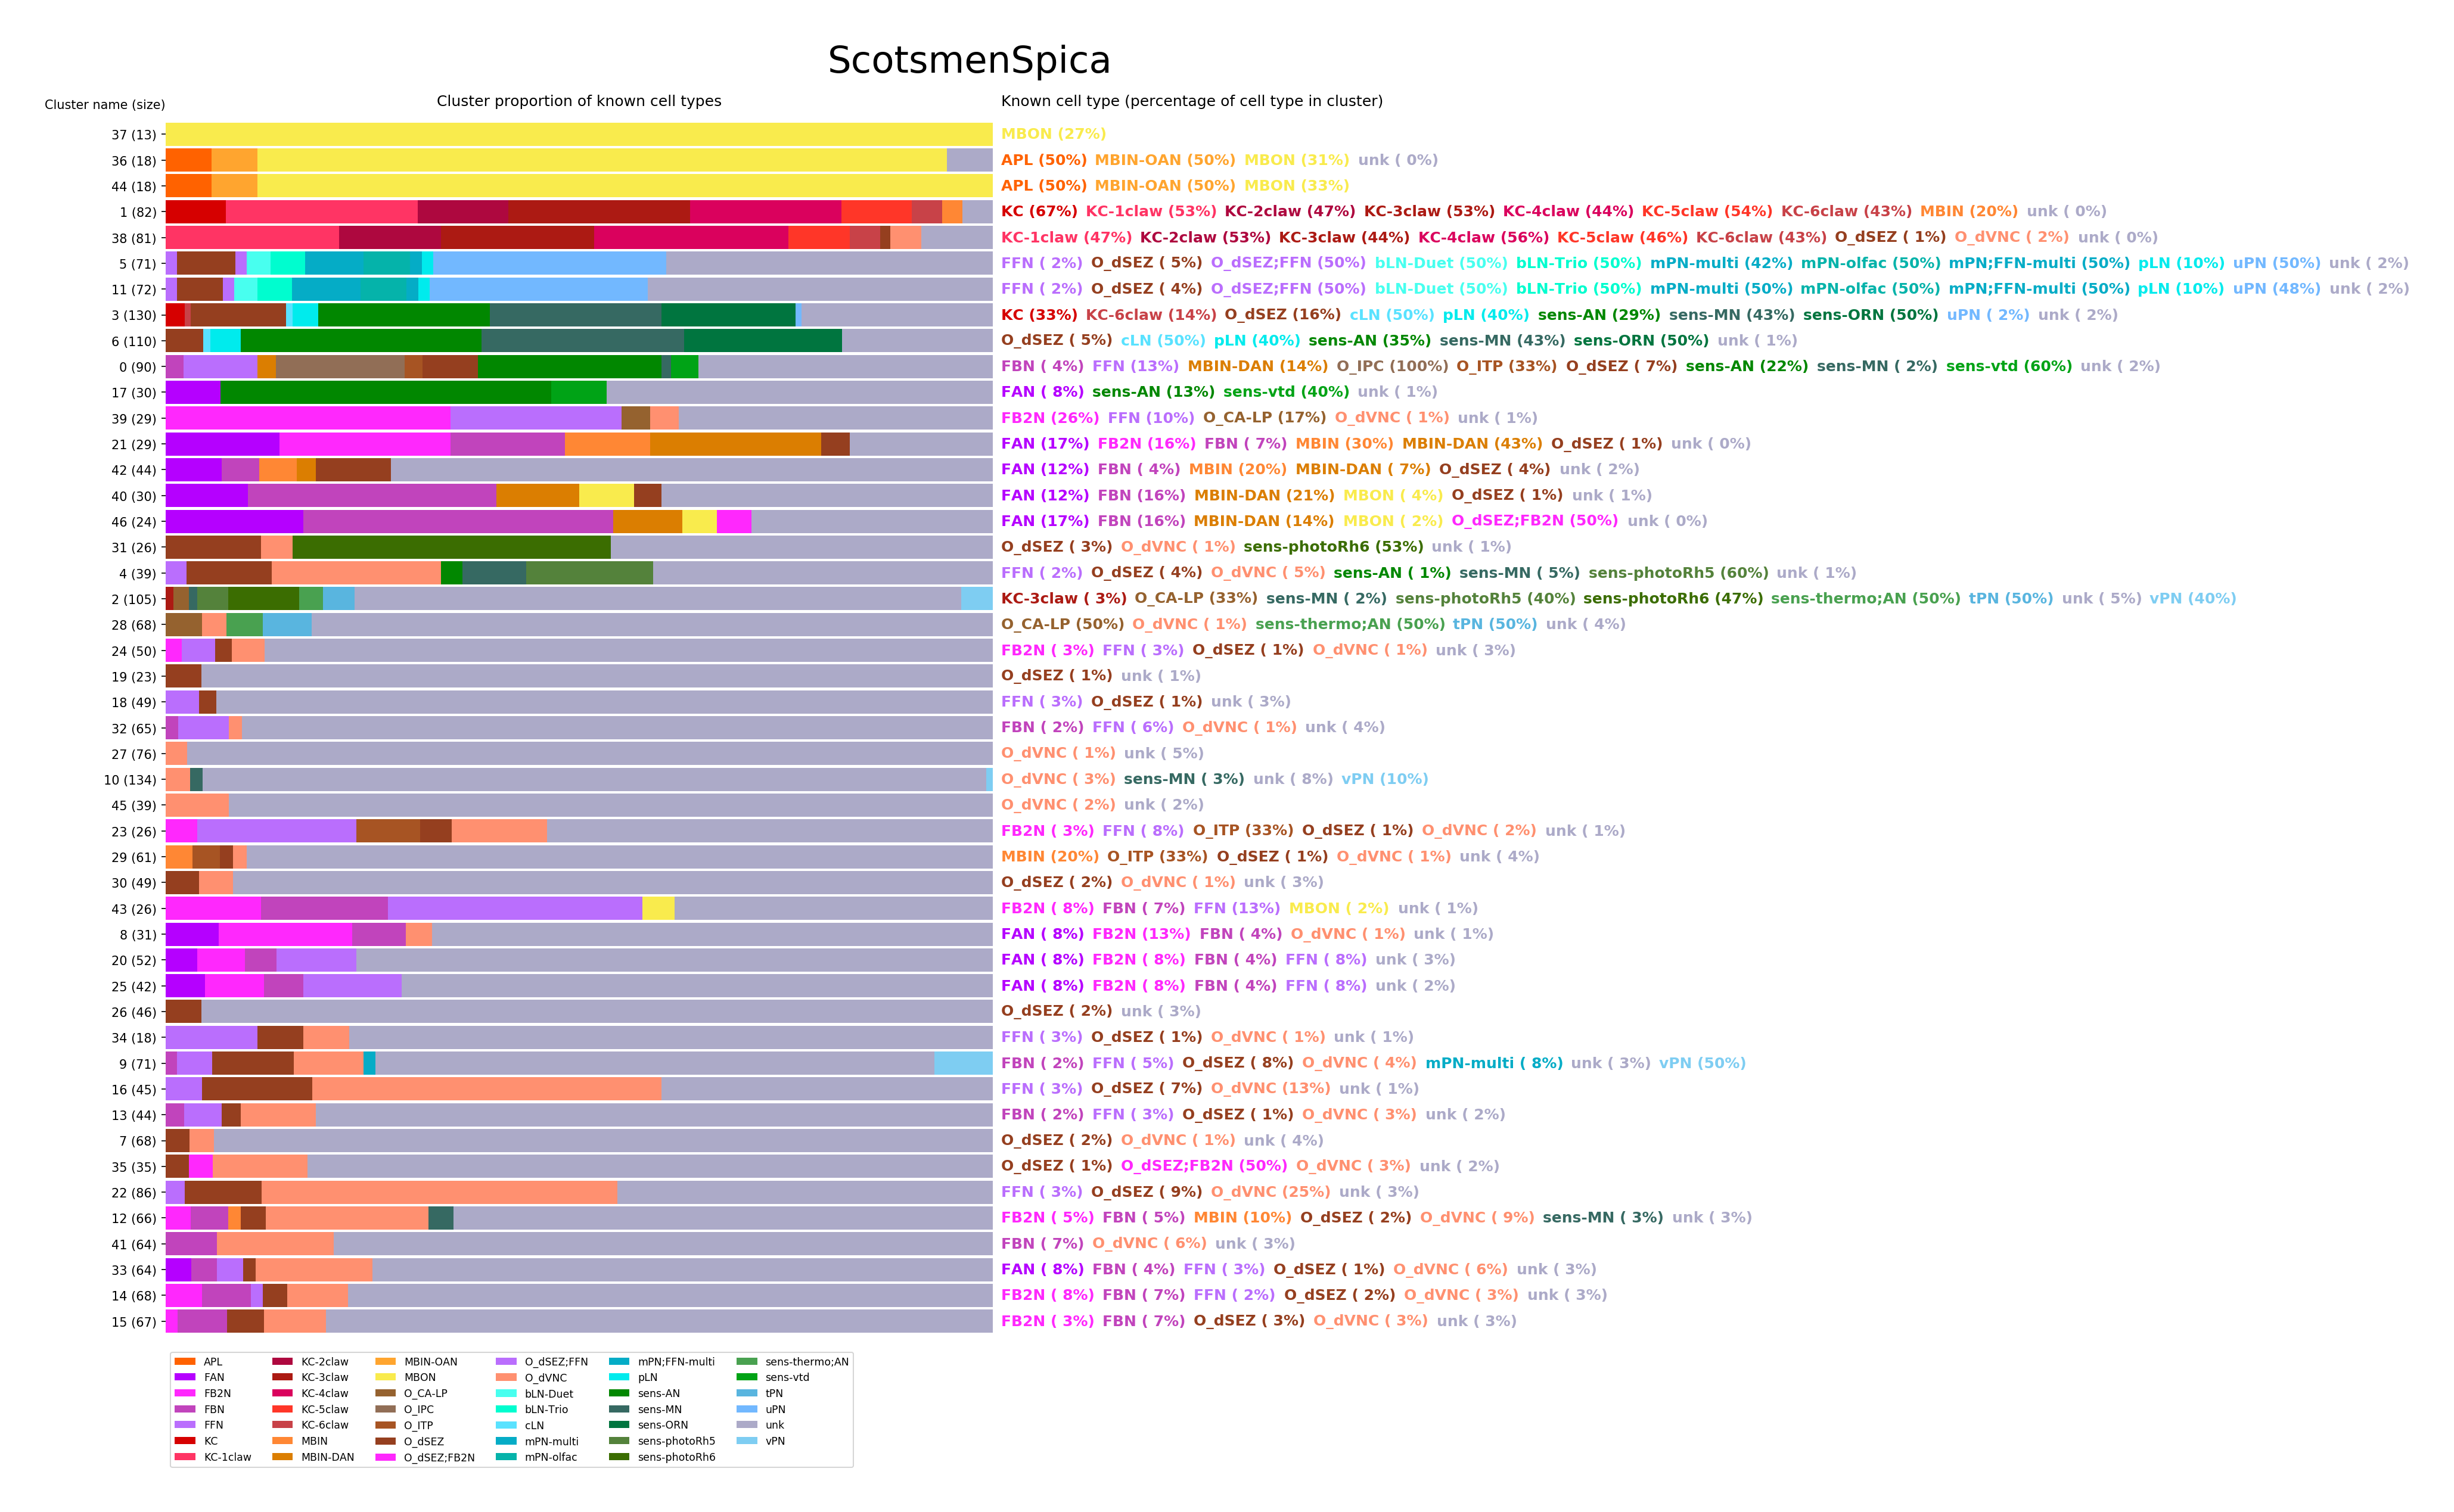 ScotsmenSpica
Cluster name (size) Cluster proportion of known cell types Known cell type (percentage of cell type in cluster)
37 (13) MBON (27%)
36 (18) APL (50%) MBIN-OAN (50%) MBON (31%) unk ( 0%)
44 (18) APL (50%) MBIN-OAN (50%) MBON (33%)
1 (82) KC (67%) KC-1claw (53%) KC-2claw (47%) KC-3claw (53%) KC-4claw (44%) KC-5claw (54%) KC-6claw (43%) MBIN (20%) unk ( 0%)
38 (81) KC-1claw (47%) KC-2claw (53%) KC-3claw (44%) KC-4claw (56%) KC-5claw (46%) KC-6claw (43%) O_dSEZ ( 1%) O_dVNC ( 2%) unk ( 0%)
5 (71) FFN ( 2%) O_dSEZ ( 5%) O_dSEZ;FFN (50%) bLN-Duet (50%) bLN-Trio (50%) mPN-multi (42%) mPN-olfac (50%) mPN;FFN-multi (50%) pLN (10%) uPN (50%) unk ( 2%)
11 (72) FFN ( 2%) O_dSEZ ( 4%) O_dSEZ;FFN (50%) bLN-Duet (50%) bLN-Trio (50%) mPN-multi (50%) mPN-olfac (50%) mPN;FFN-multi (50%) pLN (10%) uPN (48%) unk ( 2%)
3 (130) KC (33%) KC-6claw (14%) O_dSEZ (16%) cLN (50%) pLN (40%) sens-AN (29%) sens-MN (43%) sens-ORN (50%) uPN ( 2%) unk ( 2%)
6 (110) O_dSEZ ( 5%) cLN (50%) pLN (40%) sens-AN (35%) sens-MN (43%) sens-ORN (50%) unk ( 1%)
0 (90) FBN ( 4%) FFN (13%) MBIN-DAN (14%) O_IPC (100%) O_ITP (33%) O_dSEZ ( 7%) sens-AN (22%) sens-MN ( 2%) sens-vtd (60%) unk ( 2%)
17 (30) FAN ( 8%) sens-AN (13%) sens-vtd (40%) unk ( 1%)
39 (29) FB2N (26%) FFN (10%) O_CA-LP (17%) O_dVNC ( 1%) unk ( 1%)
21 (29) FAN (17%) FB2N (16%) FBN ( 7%) MBIN (30%) MBIN-DAN (43%) O_dSEZ ( 1%) unk ( 0%)
42 (44) FAN (12%) FBN ( 4%) MBIN (20%) MBIN-DAN ( 7%) O_dSEZ ( 4%) unk ( 2%)
40 (30) FAN (12%) FBN (16%) MBIN-DAN (21%) MBON ( 4%) O_dSEZ ( 1%) unk ( 1%)
46 (24) FAN (17%) FBN (16%) MBIN-DAN (14%) MBON ( 2%) O_dSEZ;FB2N (50%) unk ( 0%)
31 (26) O_dSEZ ( 3%) O_dVNC ( 1%) sens-photoRh6 (53%) unk ( 1%)
4 (39) FFN ( 2%) O_dSEZ ( 4%) O_dVNC ( 5%) sens-AN ( 1%) sens-MN ( 5%) sens-photoRh5 (60%) unk ( 1%)
2 (105) KC-3claw ( 3%) O_CA-LP (33%) sens-MN ( 2%) sens-photoRh5 (40%) sens-photoRh6 (47%) sens-thermo;AN (50%) tPN (50%) unk ( 5%) vPN (40%)
28 (68) O_CA-LP (50%) O_dVNC ( 1%) sens-thermo;AN (50%) tPN (50%) unk ( 4%)
24 (50) FB2N ( 3%) FFN ( 3%) O_dSEZ ( 1%) O_dVNC ( 1%) unk ( 3%)
19 (23) O_dSEZ ( 1%) unk ( 1%)
18 (49) FFN ( 3%) O_dSEZ ( 1%) unk ( 3%)
32 (65) FBN ( 2%) FFN ( 6%) O_dVNC ( 1%) unk ( 4%)
27 (76) O_dVNC ( 1%) unk ( 5%)
10 (134) O_dVNC ( 3%) sens-MN ( 3%) unk ( 8%) vPN (10%)
45 (39) O_dVNC ( 2%) unk ( 2%)
23 (26) FB2N ( 3%) FFN ( 8%) O_ITP (33%) O_dSEZ ( 1%) O_dVNC ( 2%) unk ( 1%)
29 (61) MBIN (20%) O_ITP (33%) O_dSEZ ( 1%) O_dVNC ( 1%) unk ( 4%)
30 (49) O_dSEZ ( 2%) O_dVNC ( 1%) unk ( 3%)
43 (26) FB2N ( 8%) FBN ( 7%) FFN (13%) MBON ( 2%) unk ( 1%)
8 (31) FAN ( 8%) FB2N (13%) FBN ( 4%) O_dVNC ( 1%) unk ( 1%)
20 (52) FAN ( 8%) FB2N ( 8%) FBN ( 4%) FFN ( 8%) unk ( 3%)
25 (42) FAN ( 8%) FB2N ( 8%) FBN ( 4%) FFN ( 8%) unk ( 2%)
26 (46) O_dSEZ ( 2%) unk ( 3%)
34 (18) FFN ( 3%) O_dSEZ ( 1%) O_dVNC ( 1%) unk ( 1%)
9 (71) FBN ( 2%) FFN ( 5%) O_dSEZ ( 8%) O_dVNC ( 4%) mPN-multi ( 8%) unk ( 3%) vPN (50%)
16 (45) FFN ( 3%) O_dSEZ ( 7%) O_dVNC (13%) unk ( 1%)
13 (44) FBN ( 2%) FFN ( 3%) O_dSEZ ( 1%) O_dVNC ( 3%) unk ( 2%)
7 (68) O_dSEZ ( 2%) O_dVNC ( 1%) unk ( 4%)
35 (35) O_dSEZ ( 1%) O_dSEZ;FB2N (50%) O_dVNC ( 3%) unk ( 2%)
22 (86) FFN ( 3%) O_dSEZ ( 9%) O_dVNC (25%) unk ( 3%)
12 (66) FB2N ( 5%) FBN ( 5%) MBIN (10%) O_dSEZ ( 2%) O_dVNC ( 9%) sens-MN ( 3%) unk ( 3%)
41 (64) FBN ( 7%) O_dVNC ( 6%) unk ( 3%)
33 (64) FAN ( 8%) FBN ( 4%) FFN ( 3%) O_dSEZ ( 1%) O_dVNC ( 6%) unk ( 3%)
14 (68) FB2N ( 8%) FBN ( 7%) FFN ( 2%) O_dSEZ ( 2%) O_dVNC ( 3%) unk ( 3%)
15 (67) FB2N ( 3%) FBN ( 7%) O_dSEZ ( 3%) O_dVNC ( 3%) unk ( 3%)
APL KC-2claw MBIN-OAN O_dSEZ;FFN mPN;FFN-multi sens-thermo;AN
FAN KC-3claw MBON O_dVNC pLN sens-vtd
FB2N KC-4claw O_CA-LP bLN-Duet sens-AN tPN
FBN KC-5claw O_IPC bLN-Trio sens-MN uPN
FFN KC-6claw O_ITP cLN sens-ORN unk
KC MBIN O_dSEZ mPN-multi sens-photoRh5 vPN
KC-1claw MBIN-DAN O_dSEZ;FB2N mPN-olfac sens-photoRh6